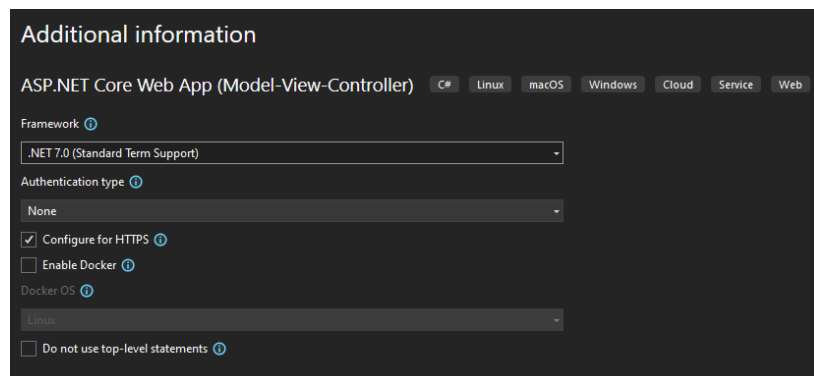 Additional information
ASP.NET Core Web App (Model-View-Controller) C# Linux macOS Windows Cloud Service Web
Framework
.NET 7.0 (Standard Term Support)
Authentication type
None
Configure for HTTPS
Enable Docker
Docker OS
Linux
Do not use top-level statements